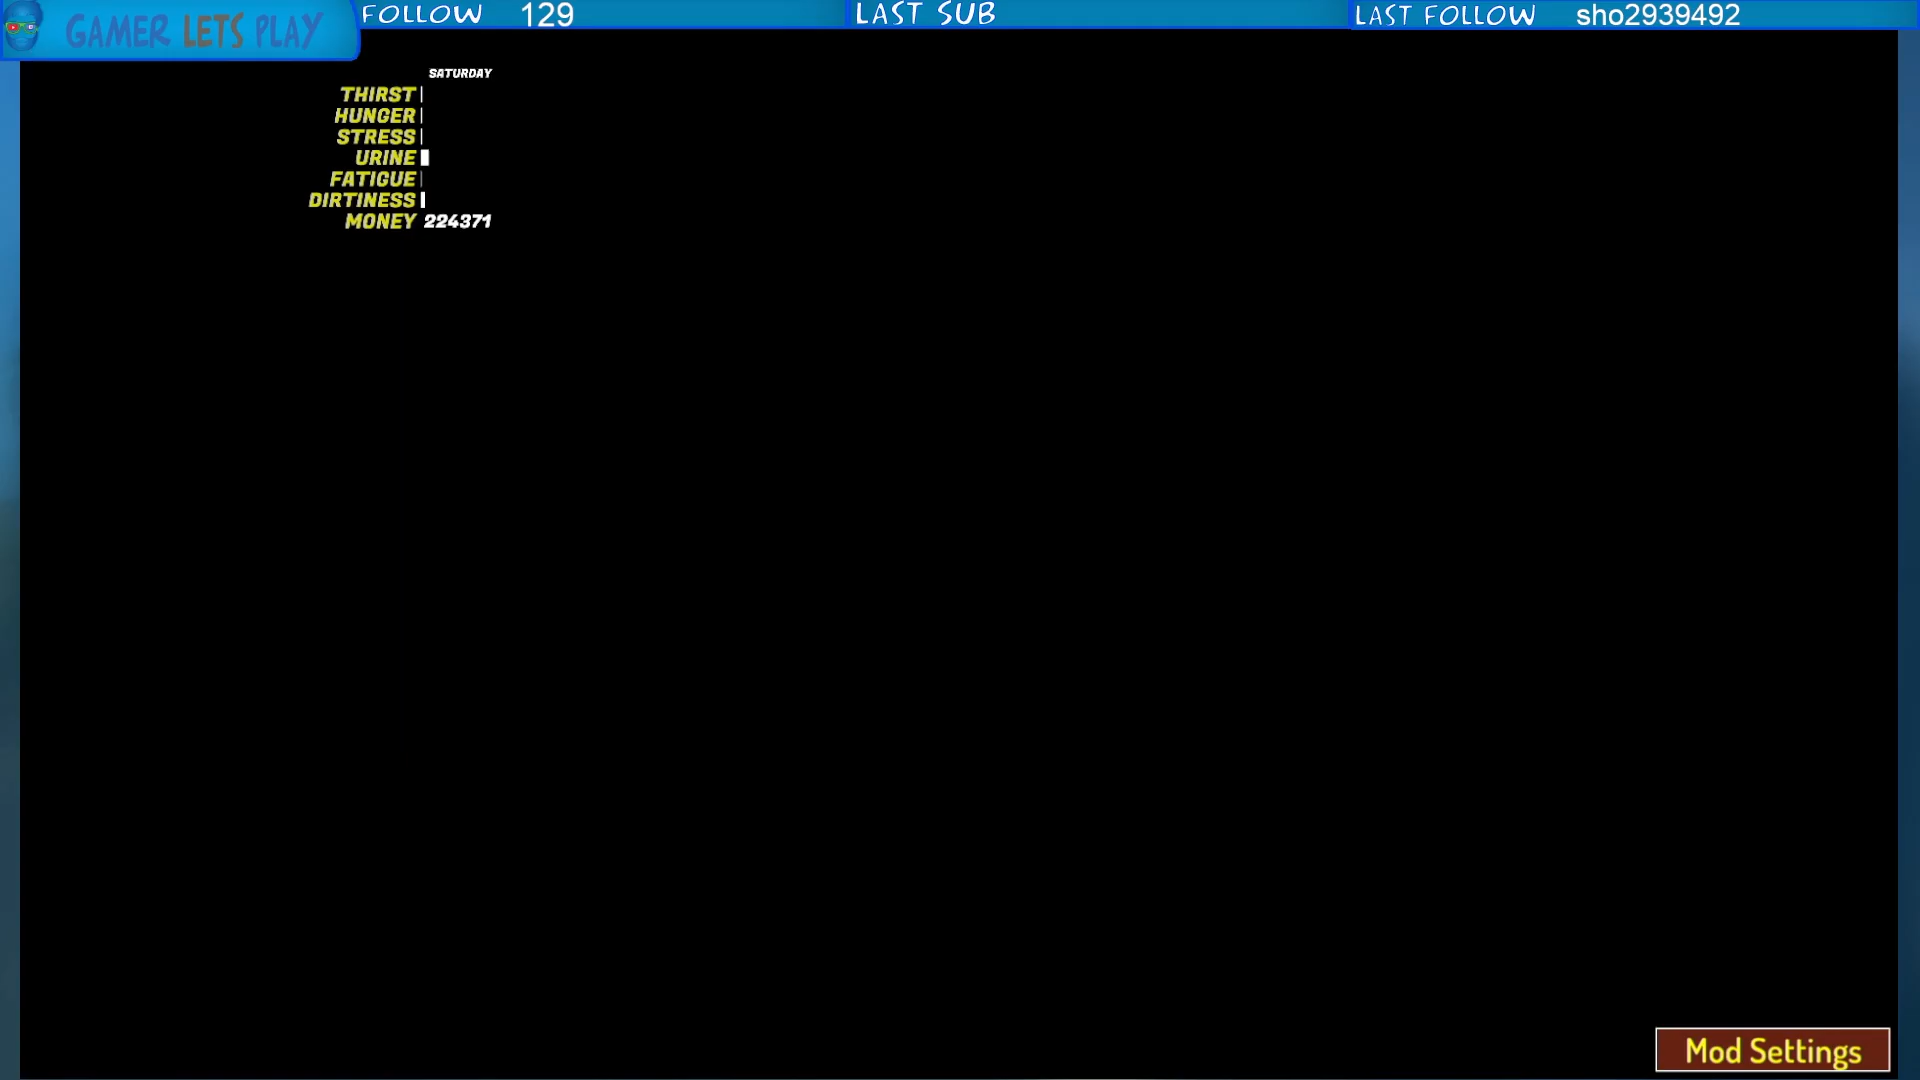 GAMER LETS PLAY
FOLLOW 129
LAST SUB
LAST FOLLOW sho2939492
SATURDAY
THIRST
HUNGER
STRESS
URINE
FATIGUE
DIRTINESS
MONEY 224371
Mod Settings